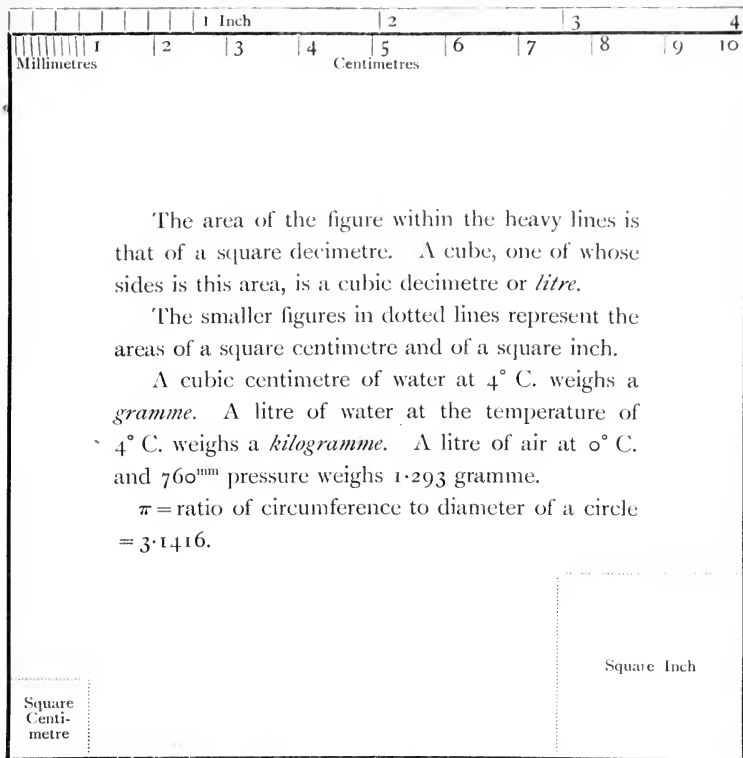 1 Inch 2 3 4
1 2 3 4 5 6 7 8 9 10
Millimetres Centimetres
The area of the figure within the heavy lines is
that of a square decimetre. A cube, one of whose
sides is this area, is a cubic decimetre or litre.
The smaller figures in dotted lines represent the
areas of a square centimetre and of a square inch.
A cubic centimetre of water at 4° C. weighs a
gramme. A litre of water at the temperature of
4° C. weighs a kilogramme. A litre of air at 0° C.
and 760mm pressure weighs 1·293 gramme.
π = ratio of circumference to diameter of a circle
= 3·1416.
Square Inch
Square
Centi-
metre